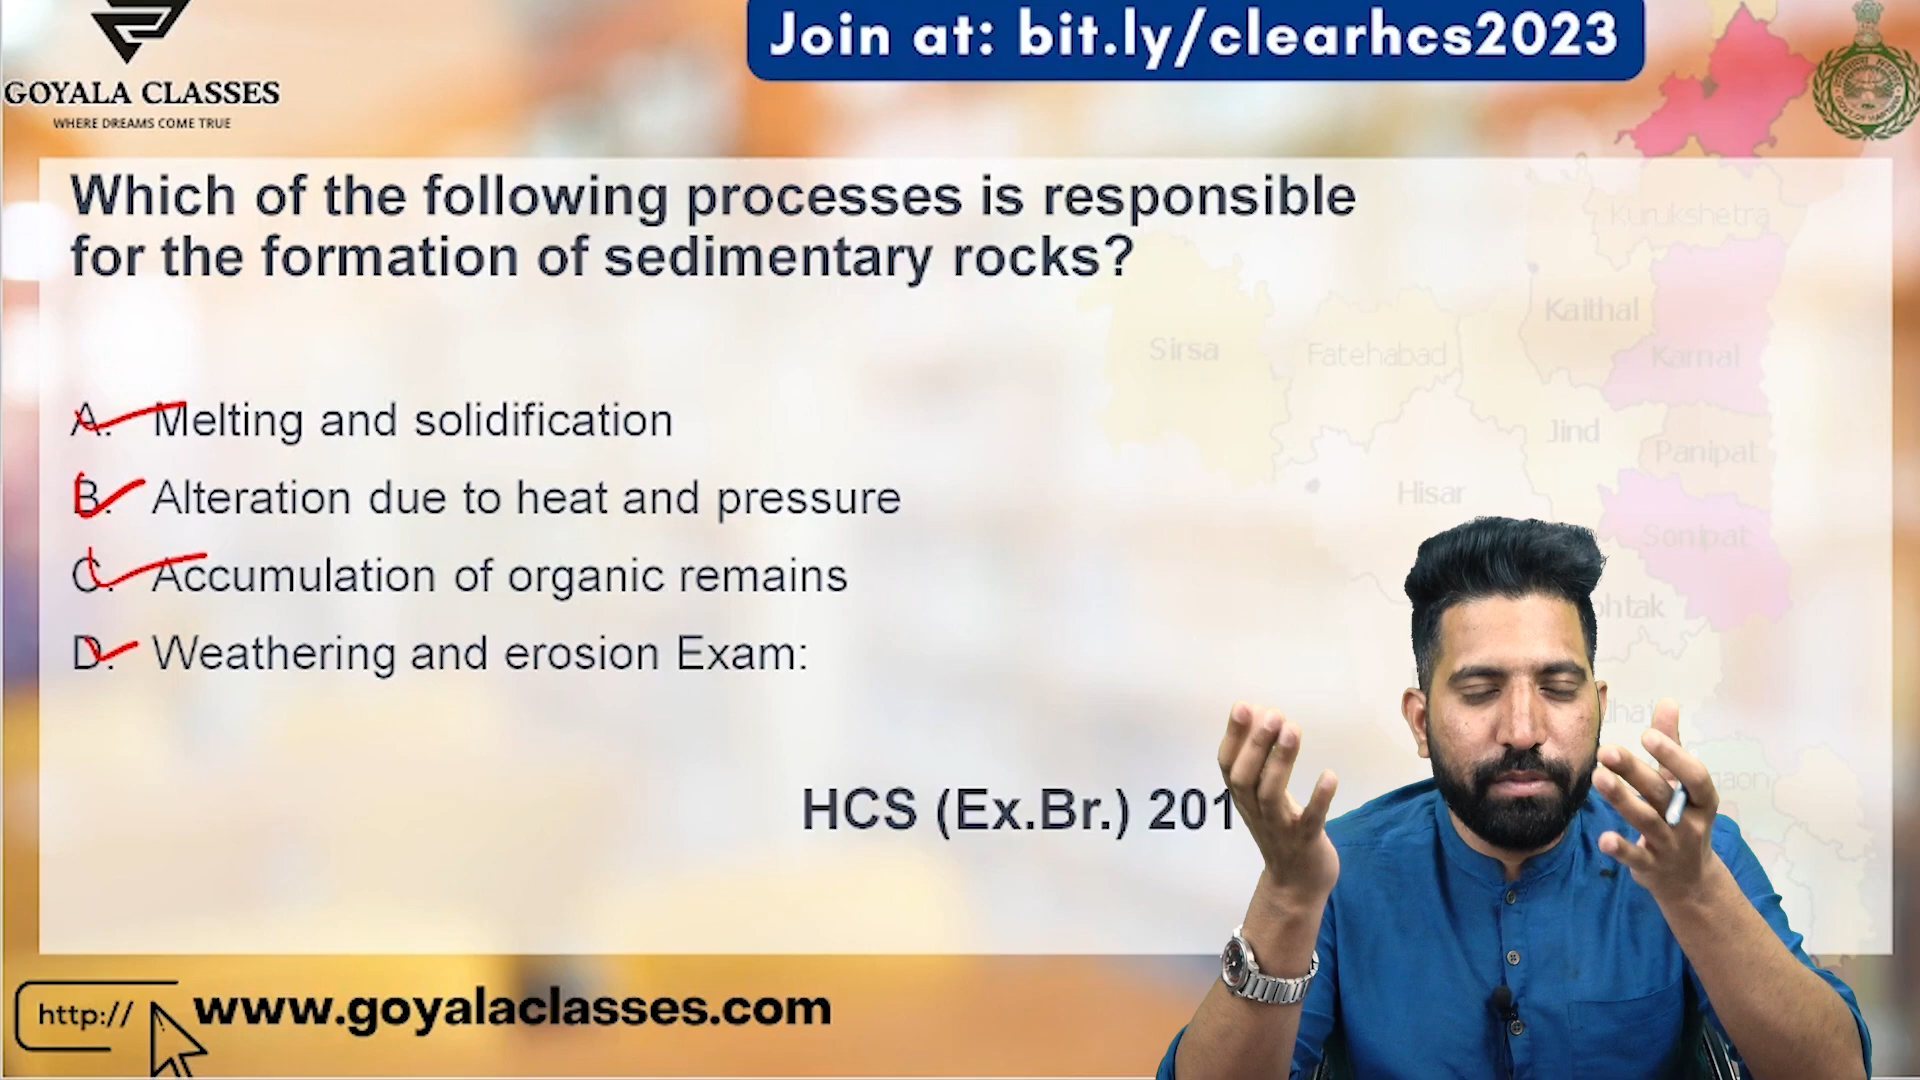 Join at: bit.ly/clearhcs2023
GOYALA CLASSES
WHERE DREAMS COME TRUE
Which of the following processes is responsible
for the formation of sedimentary rocks?
A. Melting and solidification
B. Alteration due to heat and pressure
C. Accumulation of organic remains
D. Weathering and erosion Exam:
HCS (Ex.Br.) 201
Kurukshetra
Kaithal
Sirsa
Fatehabad
Karnal
Jind
Panipat
Hisar
Sonipat
http://
www.goyalaclasses.com